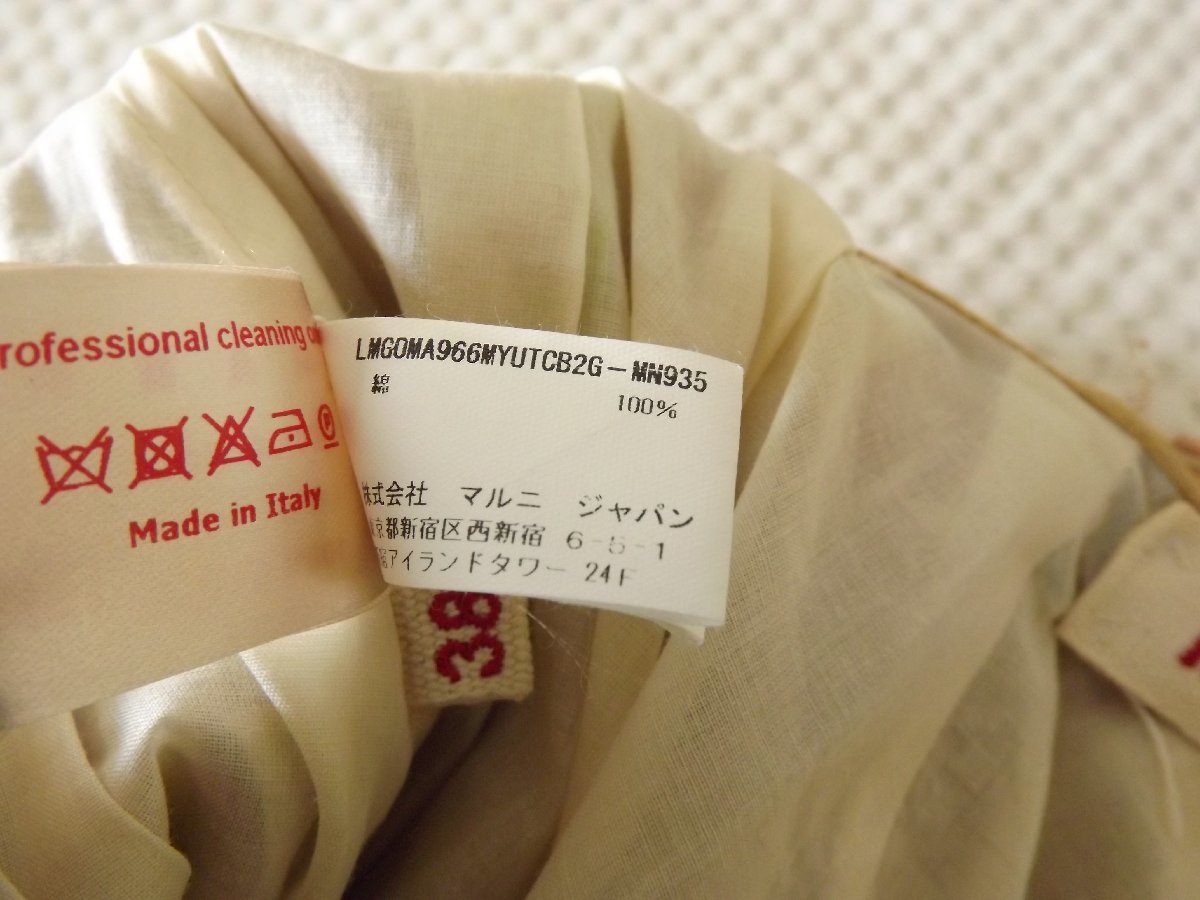 rofessional cleaning
Made in Italy
LMGOMA966MYUTCB2G-MN935
綿 100%
株式会社 マルニ ジャパン
京都新宿区西新宿 6-5-1
アイランドタワー 24F
38